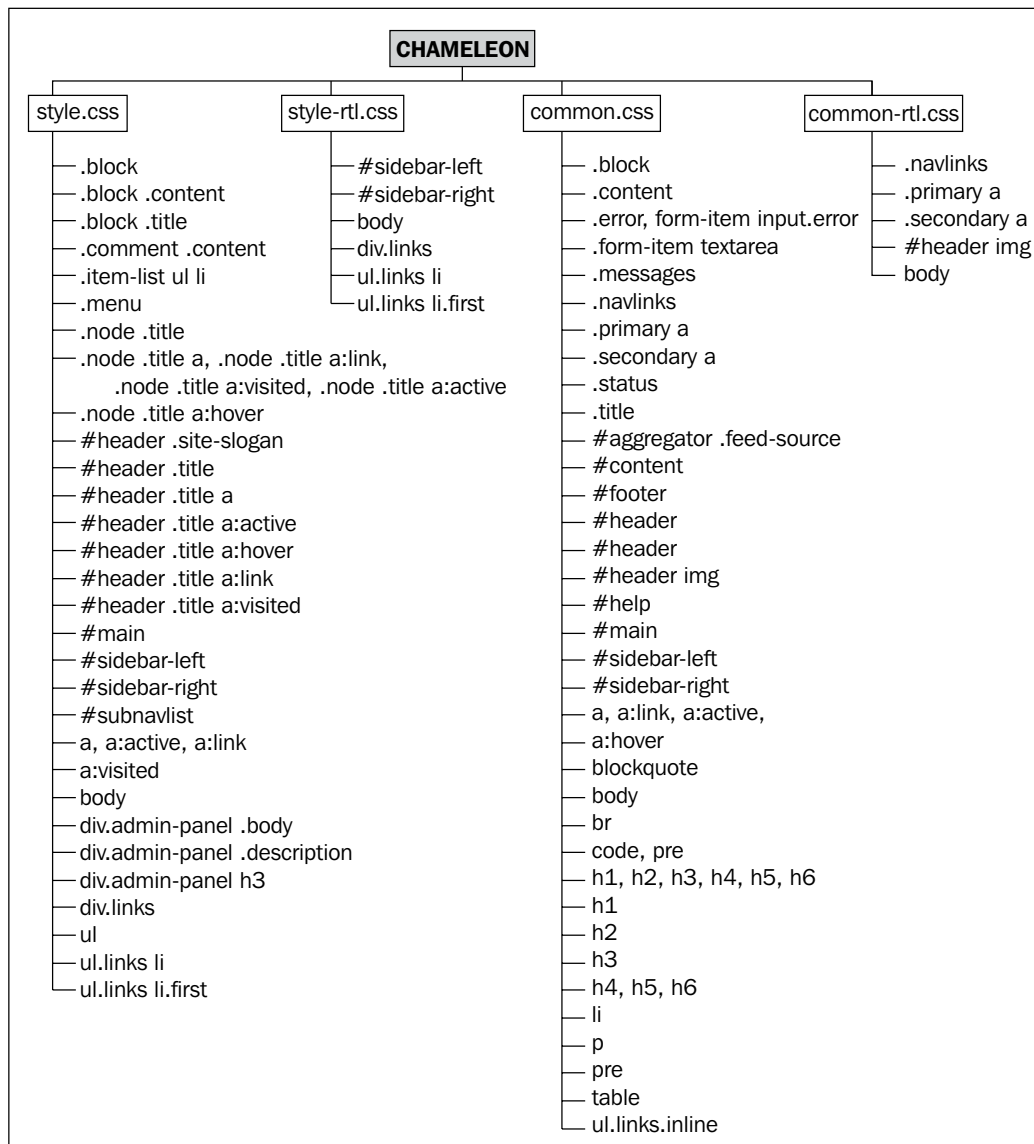 CHAMELEON
style.css
.block
.block .content
.block .title
.comment .content
.item-list ul li
.menu
.node .title
.node .title a, .node .title a:link,
.node .title a:visited, .node .title a:active
.node .title a:hover
#header .site-slogan
#header .title
#header .title a
#header .title a:active
#header .title a:hover
#header .title a:link
#header .title a:visited
#main
#sidebar-left
#sidebar-right
#subnavlist
a, a:active, a:link
a:visited
body
div.admin-panel .body
div.admin-panel .description
div.admin-panel h3
div.links
ul
ul.links li
ul.links li.first
style-rtl.css
#sidebar-left
#sidebar-right
body
div.links
ul.links li
ul.links li.first
common.css
.block
.content
.error, form-item input.error
.form-item textarea
.messages
.navlinks
.primary a
.secondary a
.status
.title
#aggregator .feed-source
#content
#footer
#header
#header
#header img
#help
#main
#sidebar-left
#sidebar-right
a, a:link, a:active,
a:hover
blockquote
body
br
code, pre
h1, h2, h3, h4, h5, h6
h1
h2
h3
h4, h5, h6
li
p
pre
table
ul.links.inline
common-rtl.css
.navlinks
.primary a
.secondary a
#header img
body